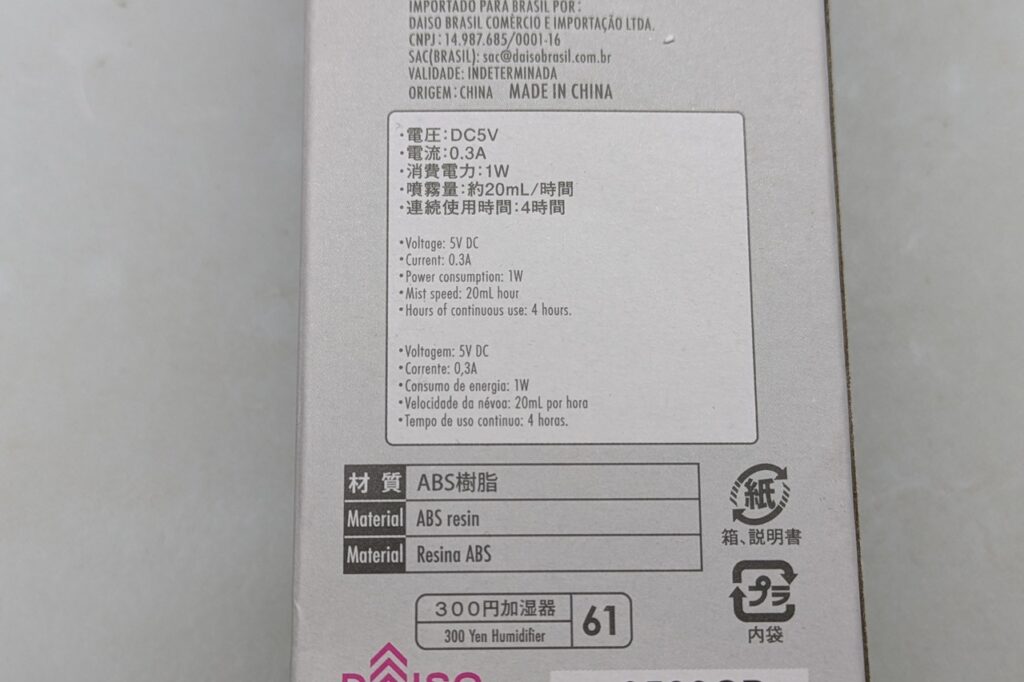 IMPORTADO PARA BRASIL POR:
DAISO BRASIL COMÉRCIO E IMPORTAÇÃO LTDA.
CNPJ: 14.987.685/0001-16
SAC(BRASIL): sac@daisobrasil.com.br
VALIDADE: INDETERMINADA
ORIGEM: CHINA MADE IN CHINA
・電圧:DC5V
・電流:0.3A
・消費電力:1W
・噴霧量:約20mL/時間
・連続使用時間:4時間
•Voltage: 5V DC
•Current: 0.3A
•Power consumption: 1W
•Mist speed: 20mL hour
•Hours of continuous use: 4 hours.
•Voltagem: 5V DC
•Corrente: 0,3A
•Consumo de energia: 1W
•Velocidade da névoa: 20mL por hora
•Tempo de uso continuo: 4 horas.
材質 ABS樹脂
Material ABS resin
Material Resina ABS
紙
箱、説明書
プラ
内袋
300円加湿器
300 Yen Humidifier
61
DAISO